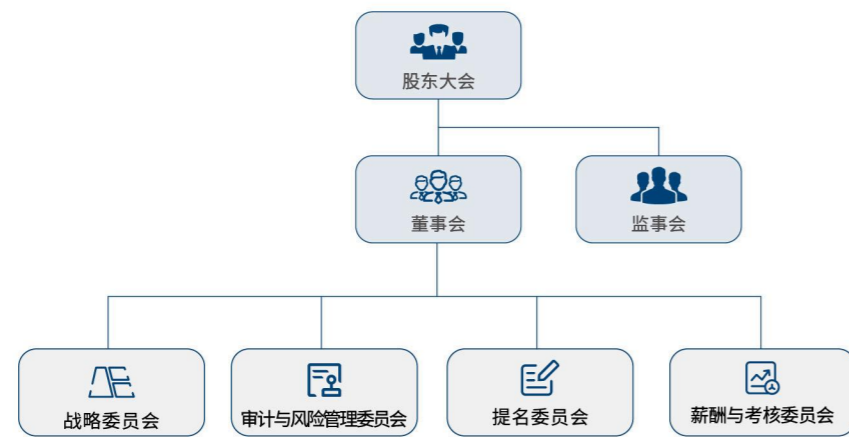 股东大会
董事会
监事会
战略委员会
审计与风险管理委员会
提名委员会
薪酬与考核委员会